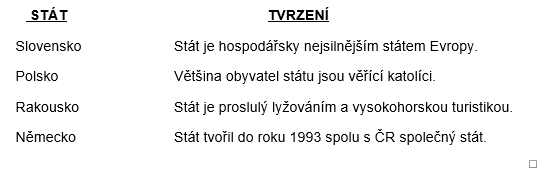 STÁT TVRZENÍ
Slovensko Stát je hospodářsky nejsilnějším státem Evropy.
Polsko Většina obyvatel státu jsou věřící katolíci.
Rakousko Stát je proslulý lyžováním a vysokohorskou turistikou.
Německo Stát tvořil do roku 1993 spolu s ČR společný stát.